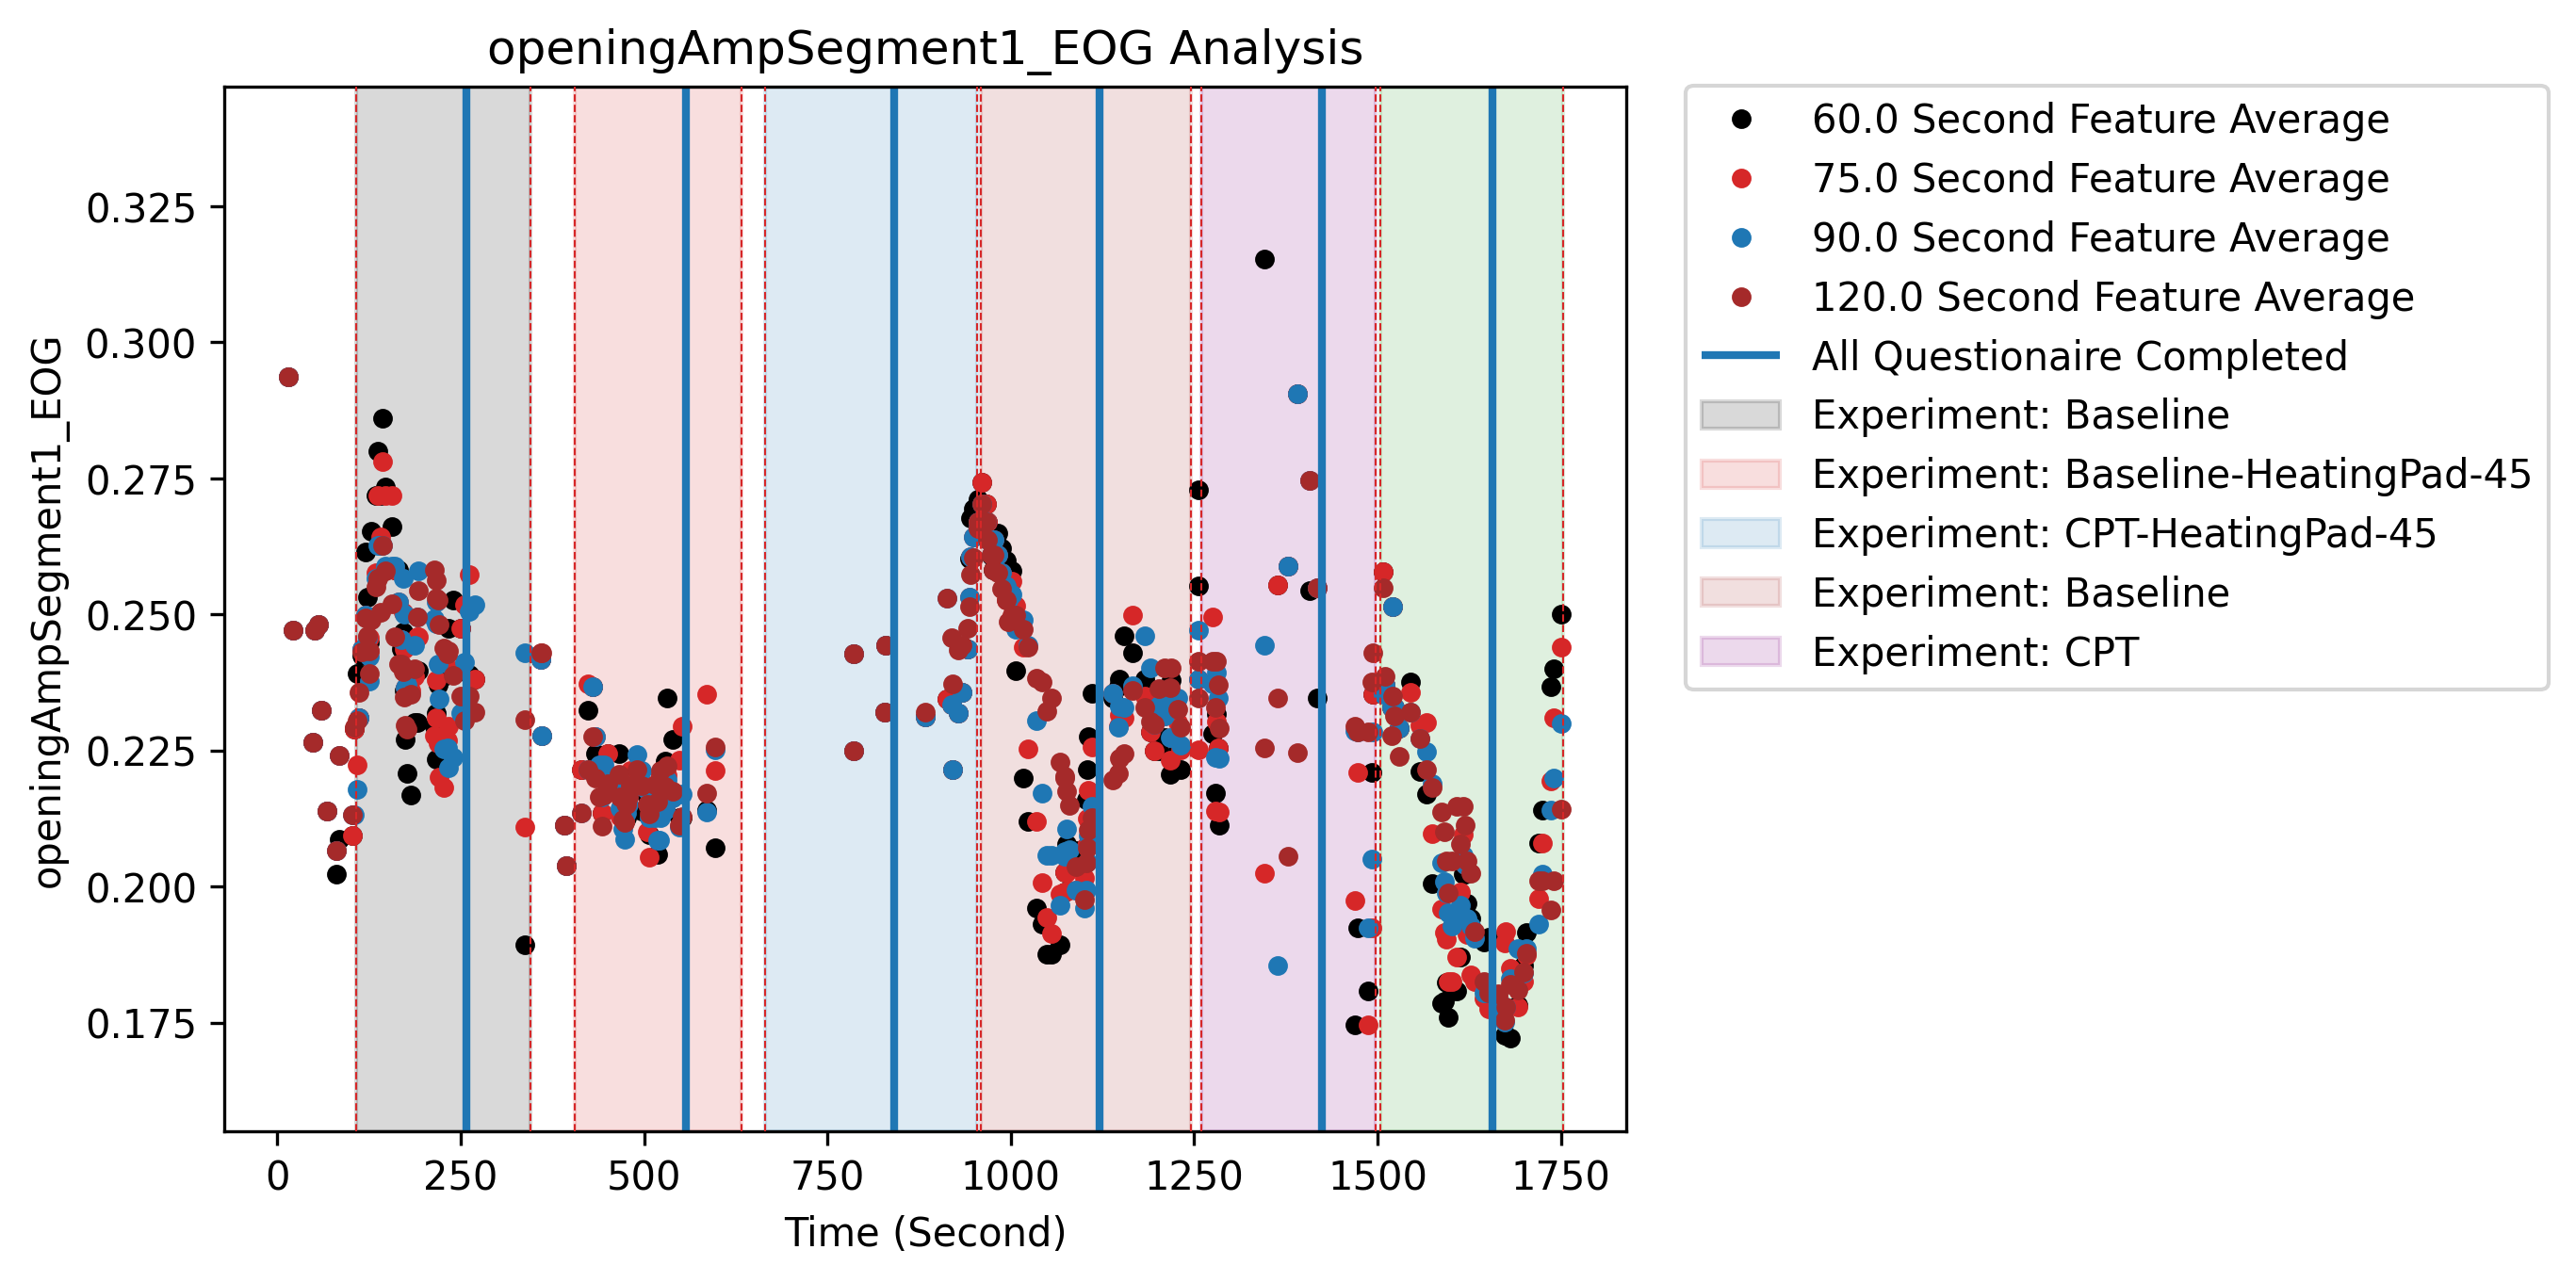 openingAmpSegment1_EOG Analysis
openingAmpSegment1_EOG
0.325
0.300
0.275
0.250
0.225
0.200
0.175
0 250 500 750 1000 1250 1500 1750
Time (Second)
60.0 Second Feature Average
75.0 Second Feature Average
90.0 Second Feature Average
120.0 Second Feature Average
All Questionaire Completed
Experiment: Baseline
Experiment: Baseline-HeatingPad-45
Experiment: CPT-HeatingPad-45
Experiment: Baseline
Experiment: CPT